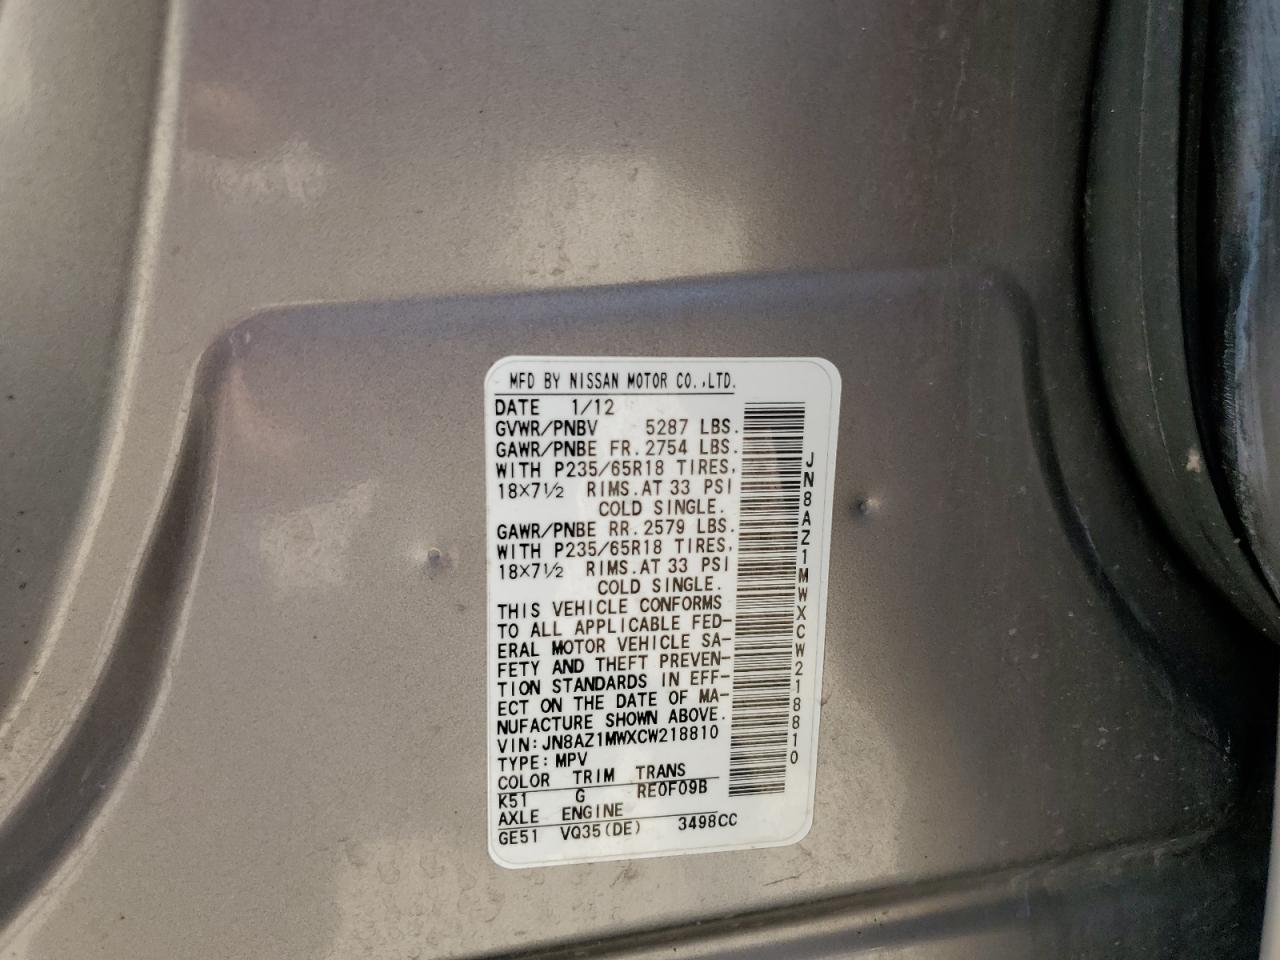 MFD BY NISSAN MOTOR CO.,LTD.
DATE 1/12
GVWR/PNBV 5287 LBS.
GAWR/PNBE FR. 2754 LBS.
WITH P235/65R18 TIRES,
18×7½ RIMS. AT 33 PSI
COLD SINGLE.
GAWR/PNBE RR. 2579 LBS.
WITH P235/65R18 TIRES,
18×7½ RIMS. AT 33 PSI
COLD SINGLE.
THIS VEHICLE CONFORMS
TO ALL APPLICABLE FED-
ERAL MOTOR VEHICLE SA-
FETY AND THEFT PREVEN-
TION STANDARDS IN EFF-
ECT ON THE DATE OF MA-
NUFACTURE SHOWN ABOVE.
VIN: JN8AZ1MWXCW218810
TYPE: MPV
COLOR TRIM TRANS
K51 G RE0F09B
AXLE ENGINE
GE51 VQ35(DE) 3498CC
JN8AZ1MWXCW218810